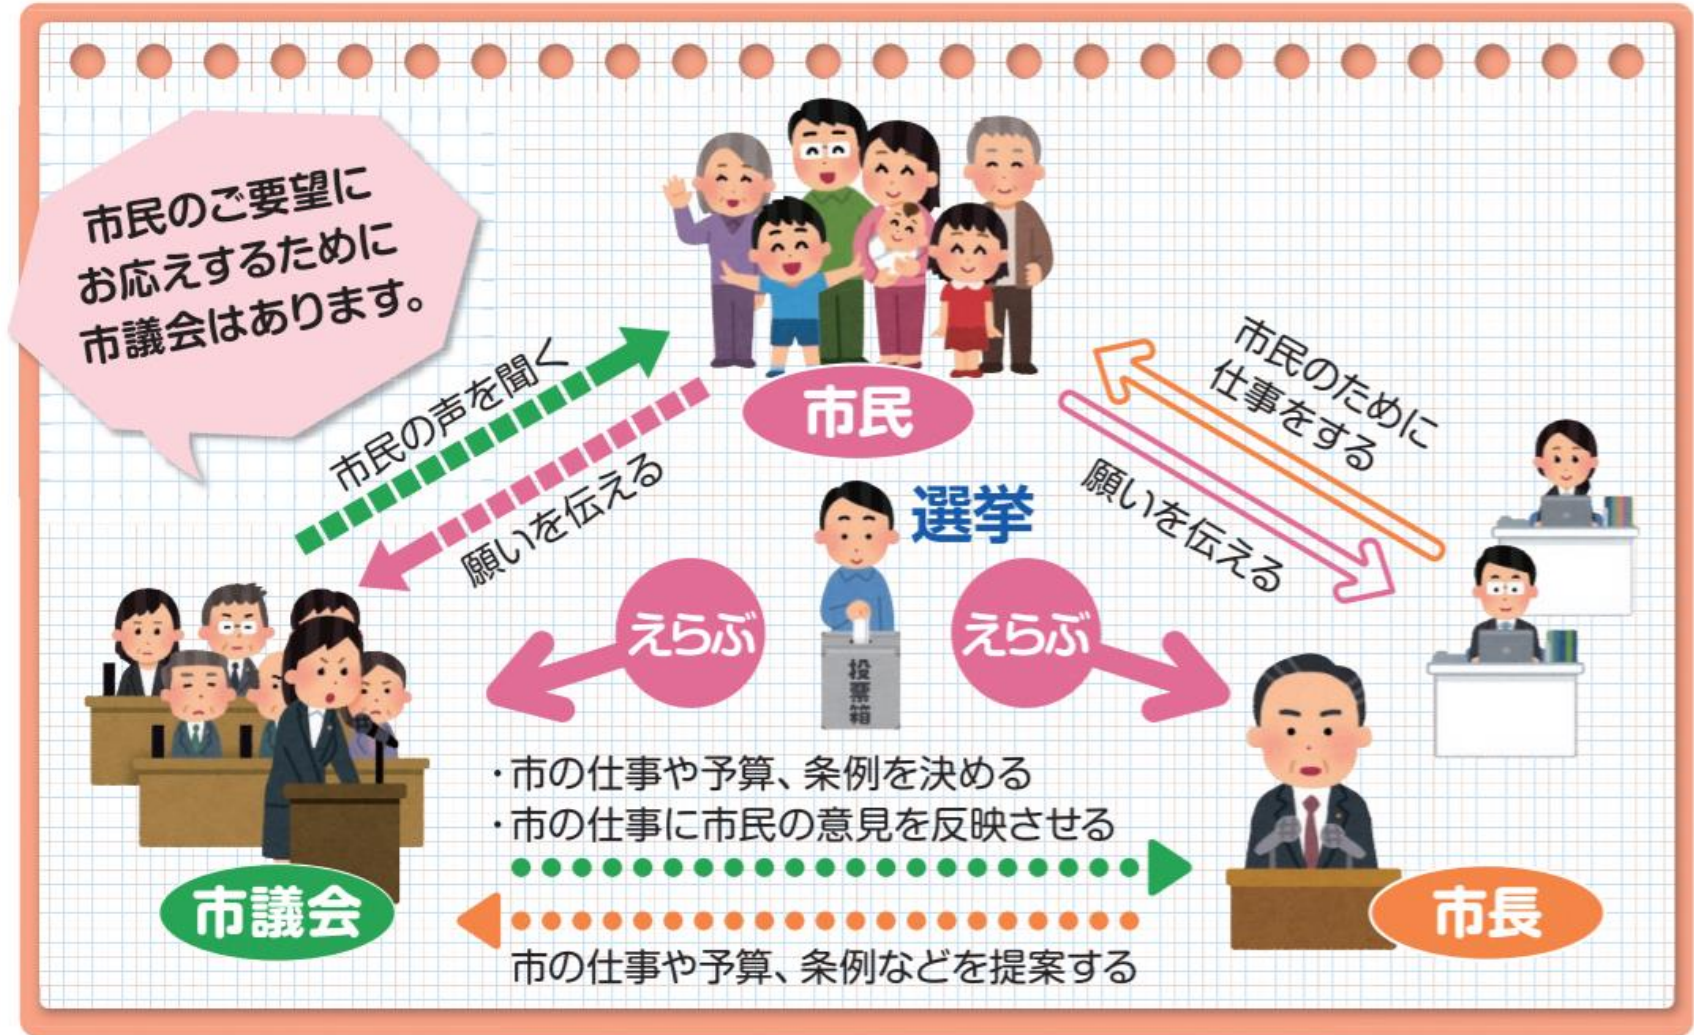 市民のご要望に
お応えするために
市議会はあります。
市民
市民の声を聞く
願いを伝える
市民のために
仕事をする
願いを伝える
選挙
えらぶ
えらぶ
投票箱
・市の仕事や予算、条例を決める
・市の仕事に市民の意見を反映させる
市議会
市長
市の仕事や予算、条例などを提案する